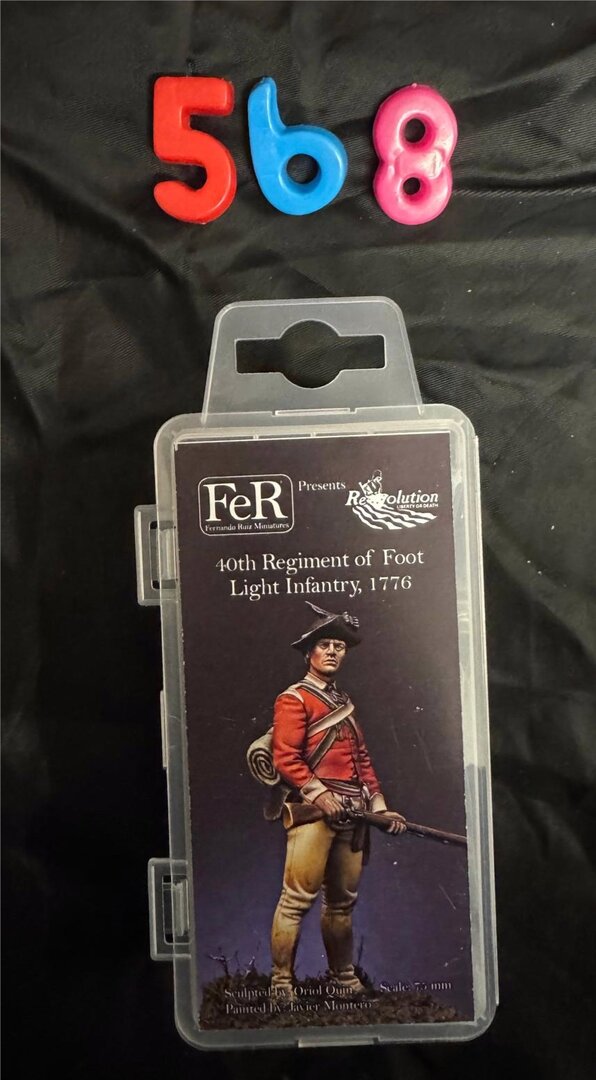 568
FeR
Fernando Ruiz Miniatures
Presents
Revolution
LIBERTY OR DEATH
40th Regiment of Foot
Light Infantry, 1776
Sculpted by: Oriol Quin
Scale: 75 mm
Painted by: Javier Montero